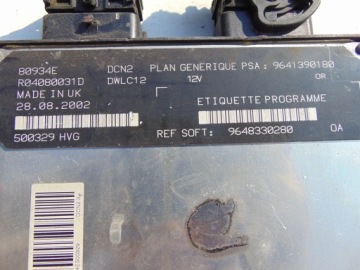 80934E DCN2 PLAN GENERIQUE PSA : 9641390180
R04080031D DWLC12 12V OR
MADE IN UK
28.08.2002 ETIQUETTE PROGRAMME
500329 HVG REF SOFT: 9648330280 0A